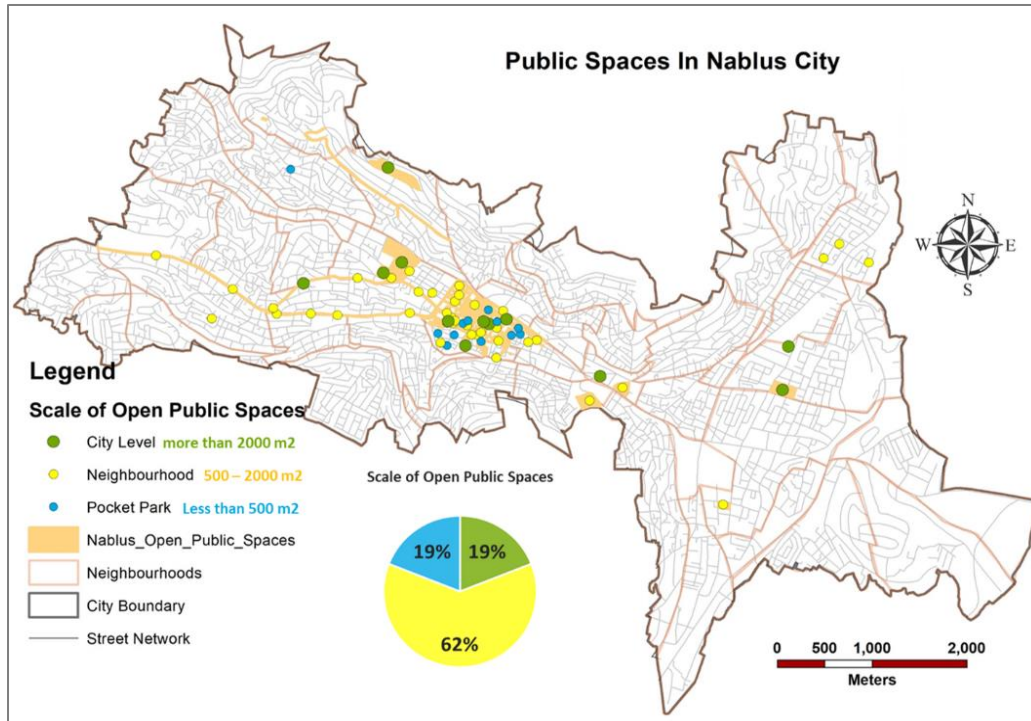 Public Spaces In Nablus City
N
W E
S
Legend
Scale of Open Public Spaces
City Level more than 2000 m2
Neighbourhood 500 – 2000 m2
Pocket Park Less than 500 m2
Nablus_Open_Public_Spaces
Neighbourhoods
City Boundary
Street Network
Scale of Open Public Spaces
19% 19%
62%
0 500 1,000 2,000
Meters